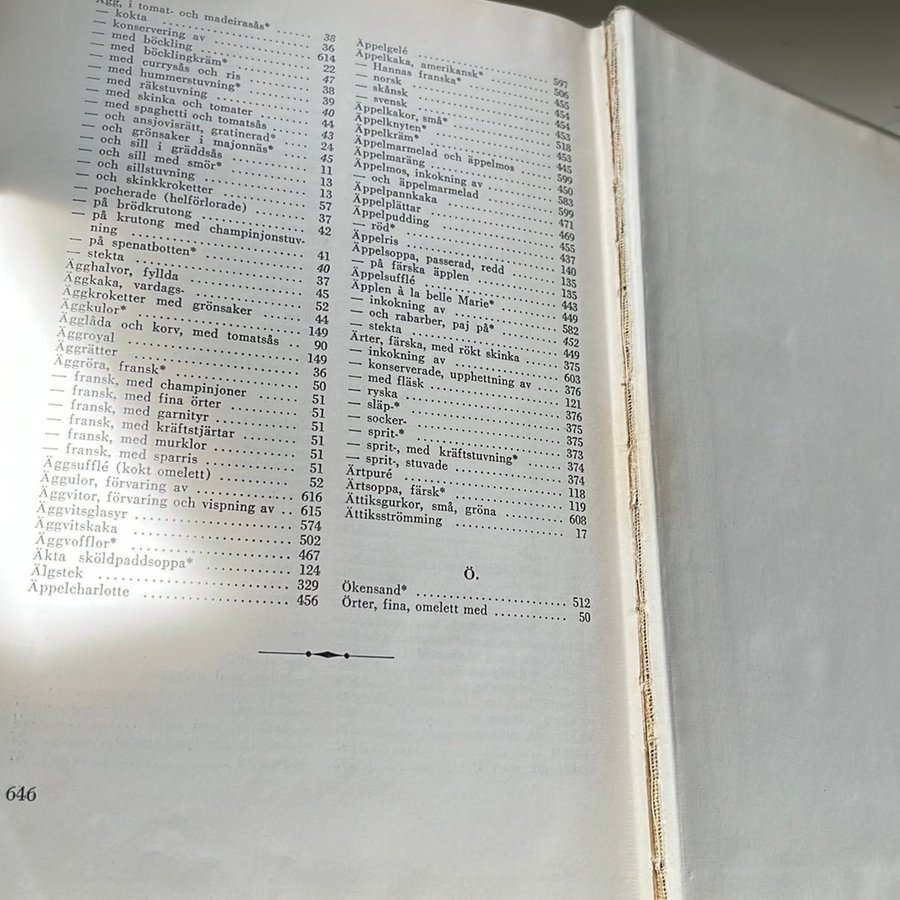 Ägg, i tomat- och madeirasås* ...... 38
— kokta .................. 36
— konservering av .................. 614
— med böckling .................. 22
— med böcklingkräm* .................. 47
— med currysås och ris .................. 38
— med hummerstuvning* .................. 39
— med räkstuvning .................. 40
— med skinka och tomater .................. 44
— med spaghetti och tomatsås ...... 43
— och ansjovisrätt, gratinerad* ...... 24
— och grönsaker i majonnäs* ...... 45
— och sill i gräddsås .................. 11
— och sill med smör* .................. 13
— och sillstuvning .................. 13
— och skinkkroketter .................. 57
— pocherade (helförlorade) ......... 37
— på brödkrutong .................. 42
— på krutong med champinjonstuv-
ning .................. 41
— på spenatbotten* .................. 40
— stekta .................. 37
Ägghalvor, fyllda .................. 45
Äggkaka, vardags- .................. 52
Äggkroketter med grönsaker ......... 44
Äggkulor* .................. 149
Ägglåda och korv, med tomatsås .. 90
Äggroyal .................. 149
Äggrätter .................. 36
Äggröra, fransk* .................. 50
— fransk, med champinjoner ......... 51
— fransk, med fina örter ............ 51
— fransk, med garnityr ............ 51
— fransk, med kräftstjärtar ......... 51
— fransk, med murklor ............ 51
— fransk, med sparris ............ 51
Äggsufflé (kokt omelett) ............ 52
Äggulor, förvaring av ............ 616
Äggvitor, förvaring och vispning av .. 615
Äggvitsglasyr .................. 574
Äggvitskaka .................. 502
Äggvofflor* .................. 467
Äkta sköldpaddsoppa* ............ 124
Älgstek .................. 329
Äppelcharlotte .................. 456
Äppelgelé .................. 597
Äppelkaka, amerikansk* ............ 506
— Hannas franska* .................. 455
— norsk .................. 454
— skånsk .................. 454
— svensk .................. 453
Äppelkakor, små* .................. 518
Äppelknyten* .................. 453
Äppelkräm* .................. 445
Äppelmarmelad och äppelmos ...... 599
Äppelmaräng .................. 450
Äppelmos, inkokning av ............ 583
— och äppelmarmelad ............ 599
Äppelpannkaka .................. 471
Äppelplättar .................. 469
Äppelpudding .................. 455
— röd* .................. 437
Äppelris .................. 140
Äppelsoppa, passerad, redd ......... 135
— på färska äpplen .................. 135
Äppelsufflé .................. 443
Äpplen à la belle Marie* ............ 449
— inkokning av .................. 582
— och rabarber, paj på* ............ 452
— stekta .................. 449
Ärter, färska, med rökt skinka ...... 375
— inkokning av .................. 603
— konserverade, upphettning av ... 376
— med fläsk .................. 121
— ryska .................. 376
— släp-* .................. 375
— socker- .................. 375
— sprit-* .................. 373
— sprit-, med kräftstuvning* ...... 374
— sprit-, stuvade .................. 374
Ärtpuré .................. 118
Ärtsoppa, färsk* .................. 119
Ättiksgurkor, små, gröna ............ 608
Ättiksströmming .................. 17
Ö.
Ökensand* .................. 512
Örter, fina, omelett med ............ 50
646